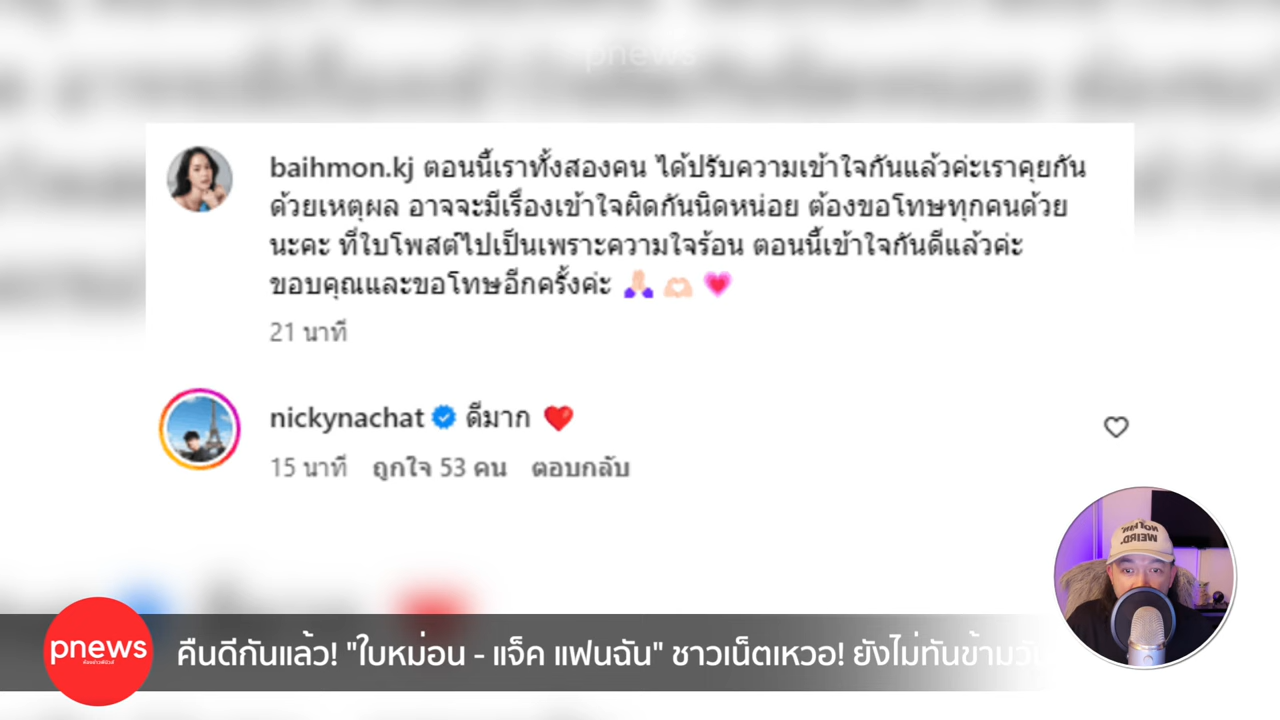 pnews
baihmon.kj ตอนนี้เราทั้งสองคน ได้ปรับความเข้าใจกันแล้วค่ะเราคุยกัน
ด้วยเหตุผล อาจจะมีเรื่องเข้าใจผิดกันนิดหน่อย ต้องขอโทษทุกคนด้วย
นะคะ ที่ใบโพสต์ไปเป็นเพราะความใจร้อน ตอนนี้เข้าใจกันดีแล้วค่ะ
ขอบคุณและขอโทษอีกครั้งค่ะ 🙏🏻 🫶🏻 💗
21 นาที
nickynachat ดีมาก ❤️
15 นาที ถูกใจ 53 คน ตอบกลับ
NOTHIN' WEIRD.
pnews
คืนดีกันแล้ว! "ใบหม่อน - แจ็ค แฟนฉัน" ชาวเน็ตเหวอ! ยังไม่ทันข้ามวัน